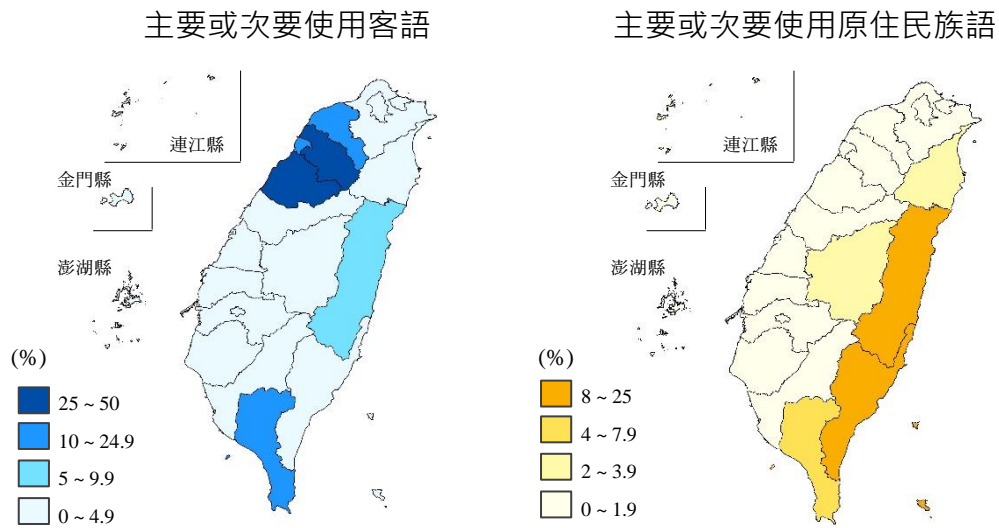 主要或次要使用客語
連江縣
金門縣
澎湖縣
(%)
25 ~ 50
10 ~ 24.9
5 ~ 9.9
0 ~ 4.9
主要或次要使用原住民族語
連江縣
金門縣
澎湖縣
(%)
8 ~ 25
4 ~ 7.9
2 ~ 3.9
0 ~ 1.9